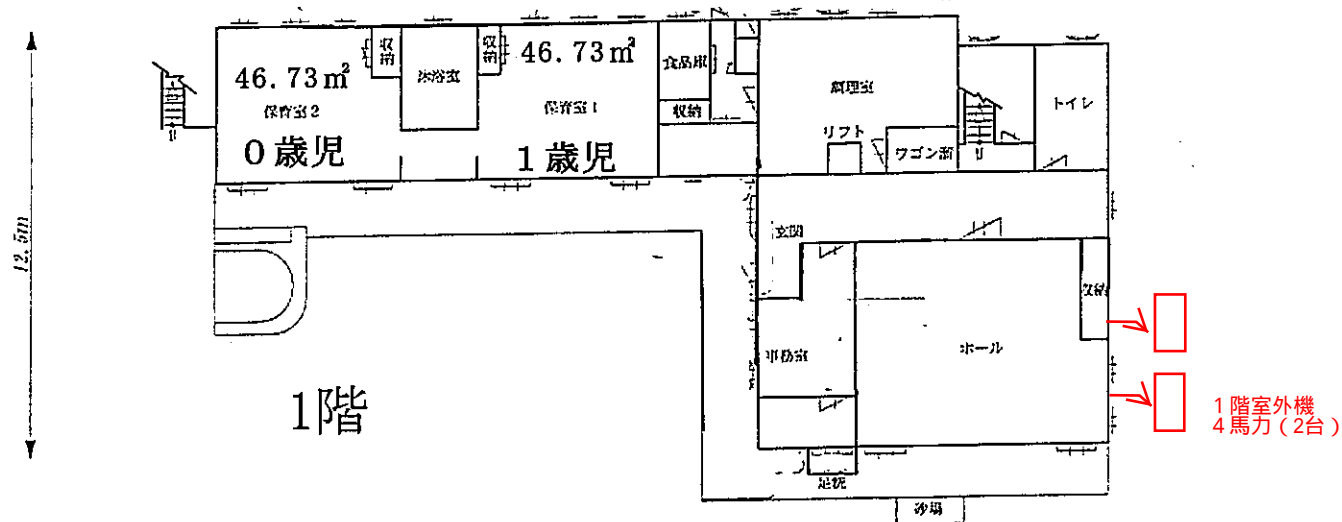 46.73㎡
保育室2
0歳児
収納
沐浴室
収納
46.73㎡
保育室1
1歳児
食品庫
収納
調理室
リフト
ワゴン置
トイレ
12.5m
玄関
収納
事務室
ホール
1階
1階室外機
4馬力(2台)
足洗
砂場